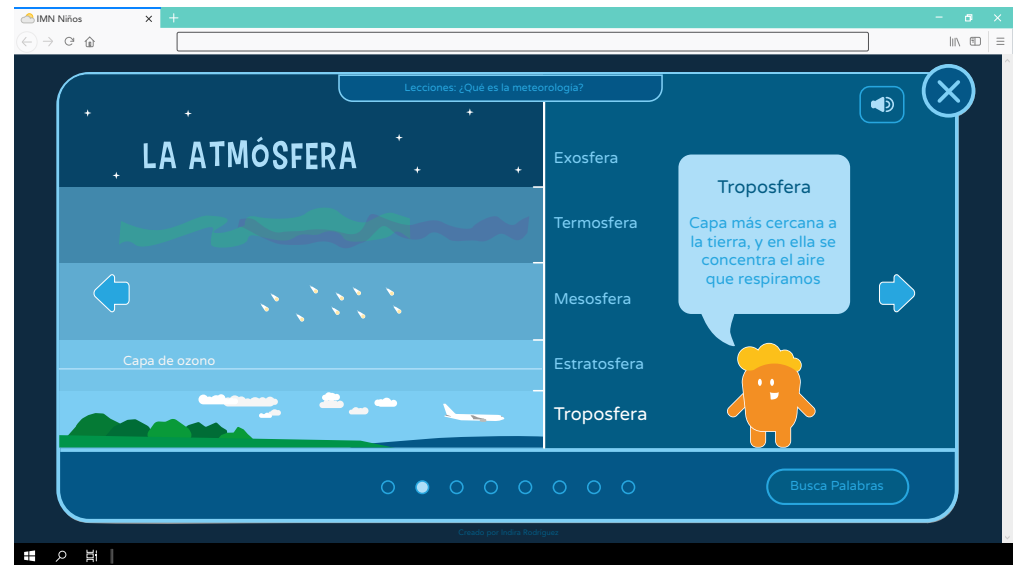 IMN Niños
Lecciones: ¿Qué es la meteorología?
LA ATMÓSFERA
Exosfera
Termosfera
Mesosfera
Capa de ozono
Estratosfera
Troposfera
Troposfera
Capa más cercana a
la tierra, y en ella se
concentra el aire
que respiramos
Busca Palabras
Creado por Indira Rodríguez